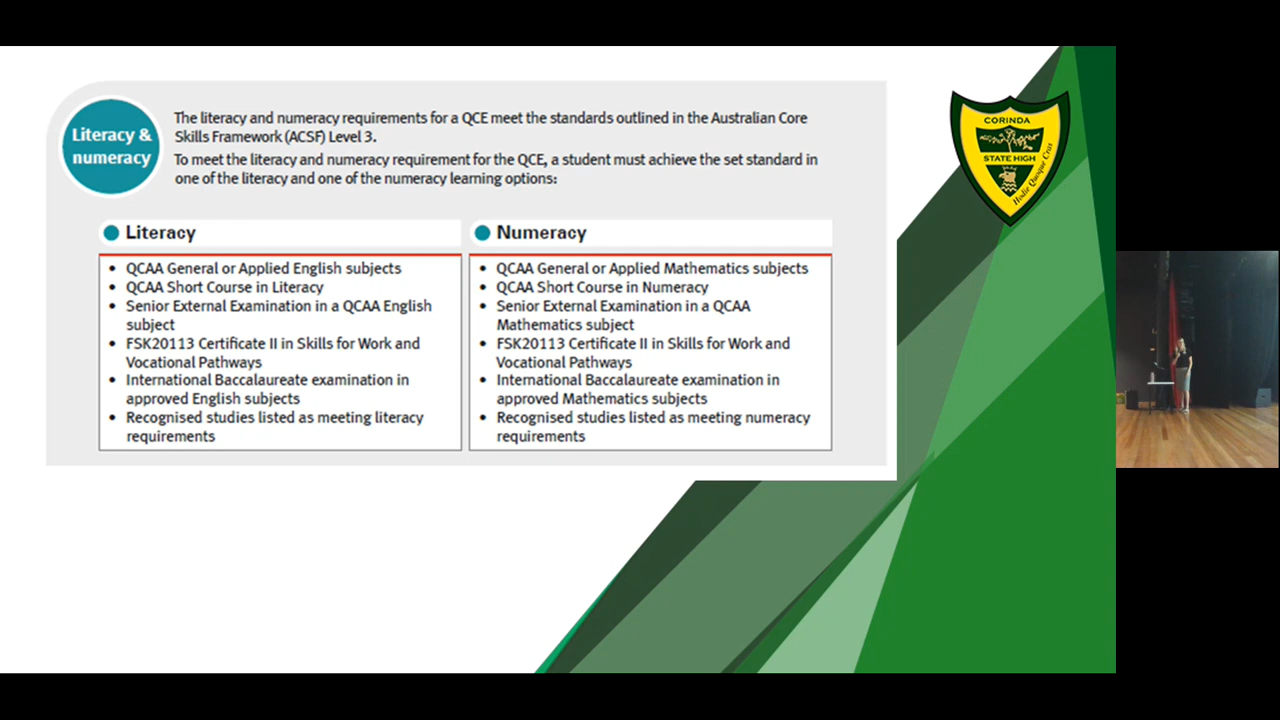 Literacy &
numeracy
The literacy and numeracy requirements for a QCE meet the standards outlined in the Australian Core
Skills Framework (ACSF) Level 3.
To meet the literacy and numeracy requirement for the QCE, a student must achieve the set standard in
one of the literacy and one of the numeracy learning options:
Literacy
• QCAA General or Applied English subjects
• QCAA Short Course in Literacy
• Senior External Examination in a QCAA English
subject
• FSK20113 Certificate II in Skills for Work and
Vocational Pathways
• International Baccalaureate examination in
approved English subjects
• Recognised studies listed as meeting literacy
requirements
Numeracy
• QCAA General or Applied Mathematics subjects
• QCAA Short Course in Numeracy
• Senior External Examination in a QCAA
Mathematics subject
• FSK20113 Certificate II in Skills for Work and
Vocational Pathways
• International Baccalaureate examination in
approved Mathematics subjects
• Recognised studies listed as meeting numeracy
requirements
CORINDA
STATE HIGH
Hodie Quoque Cras